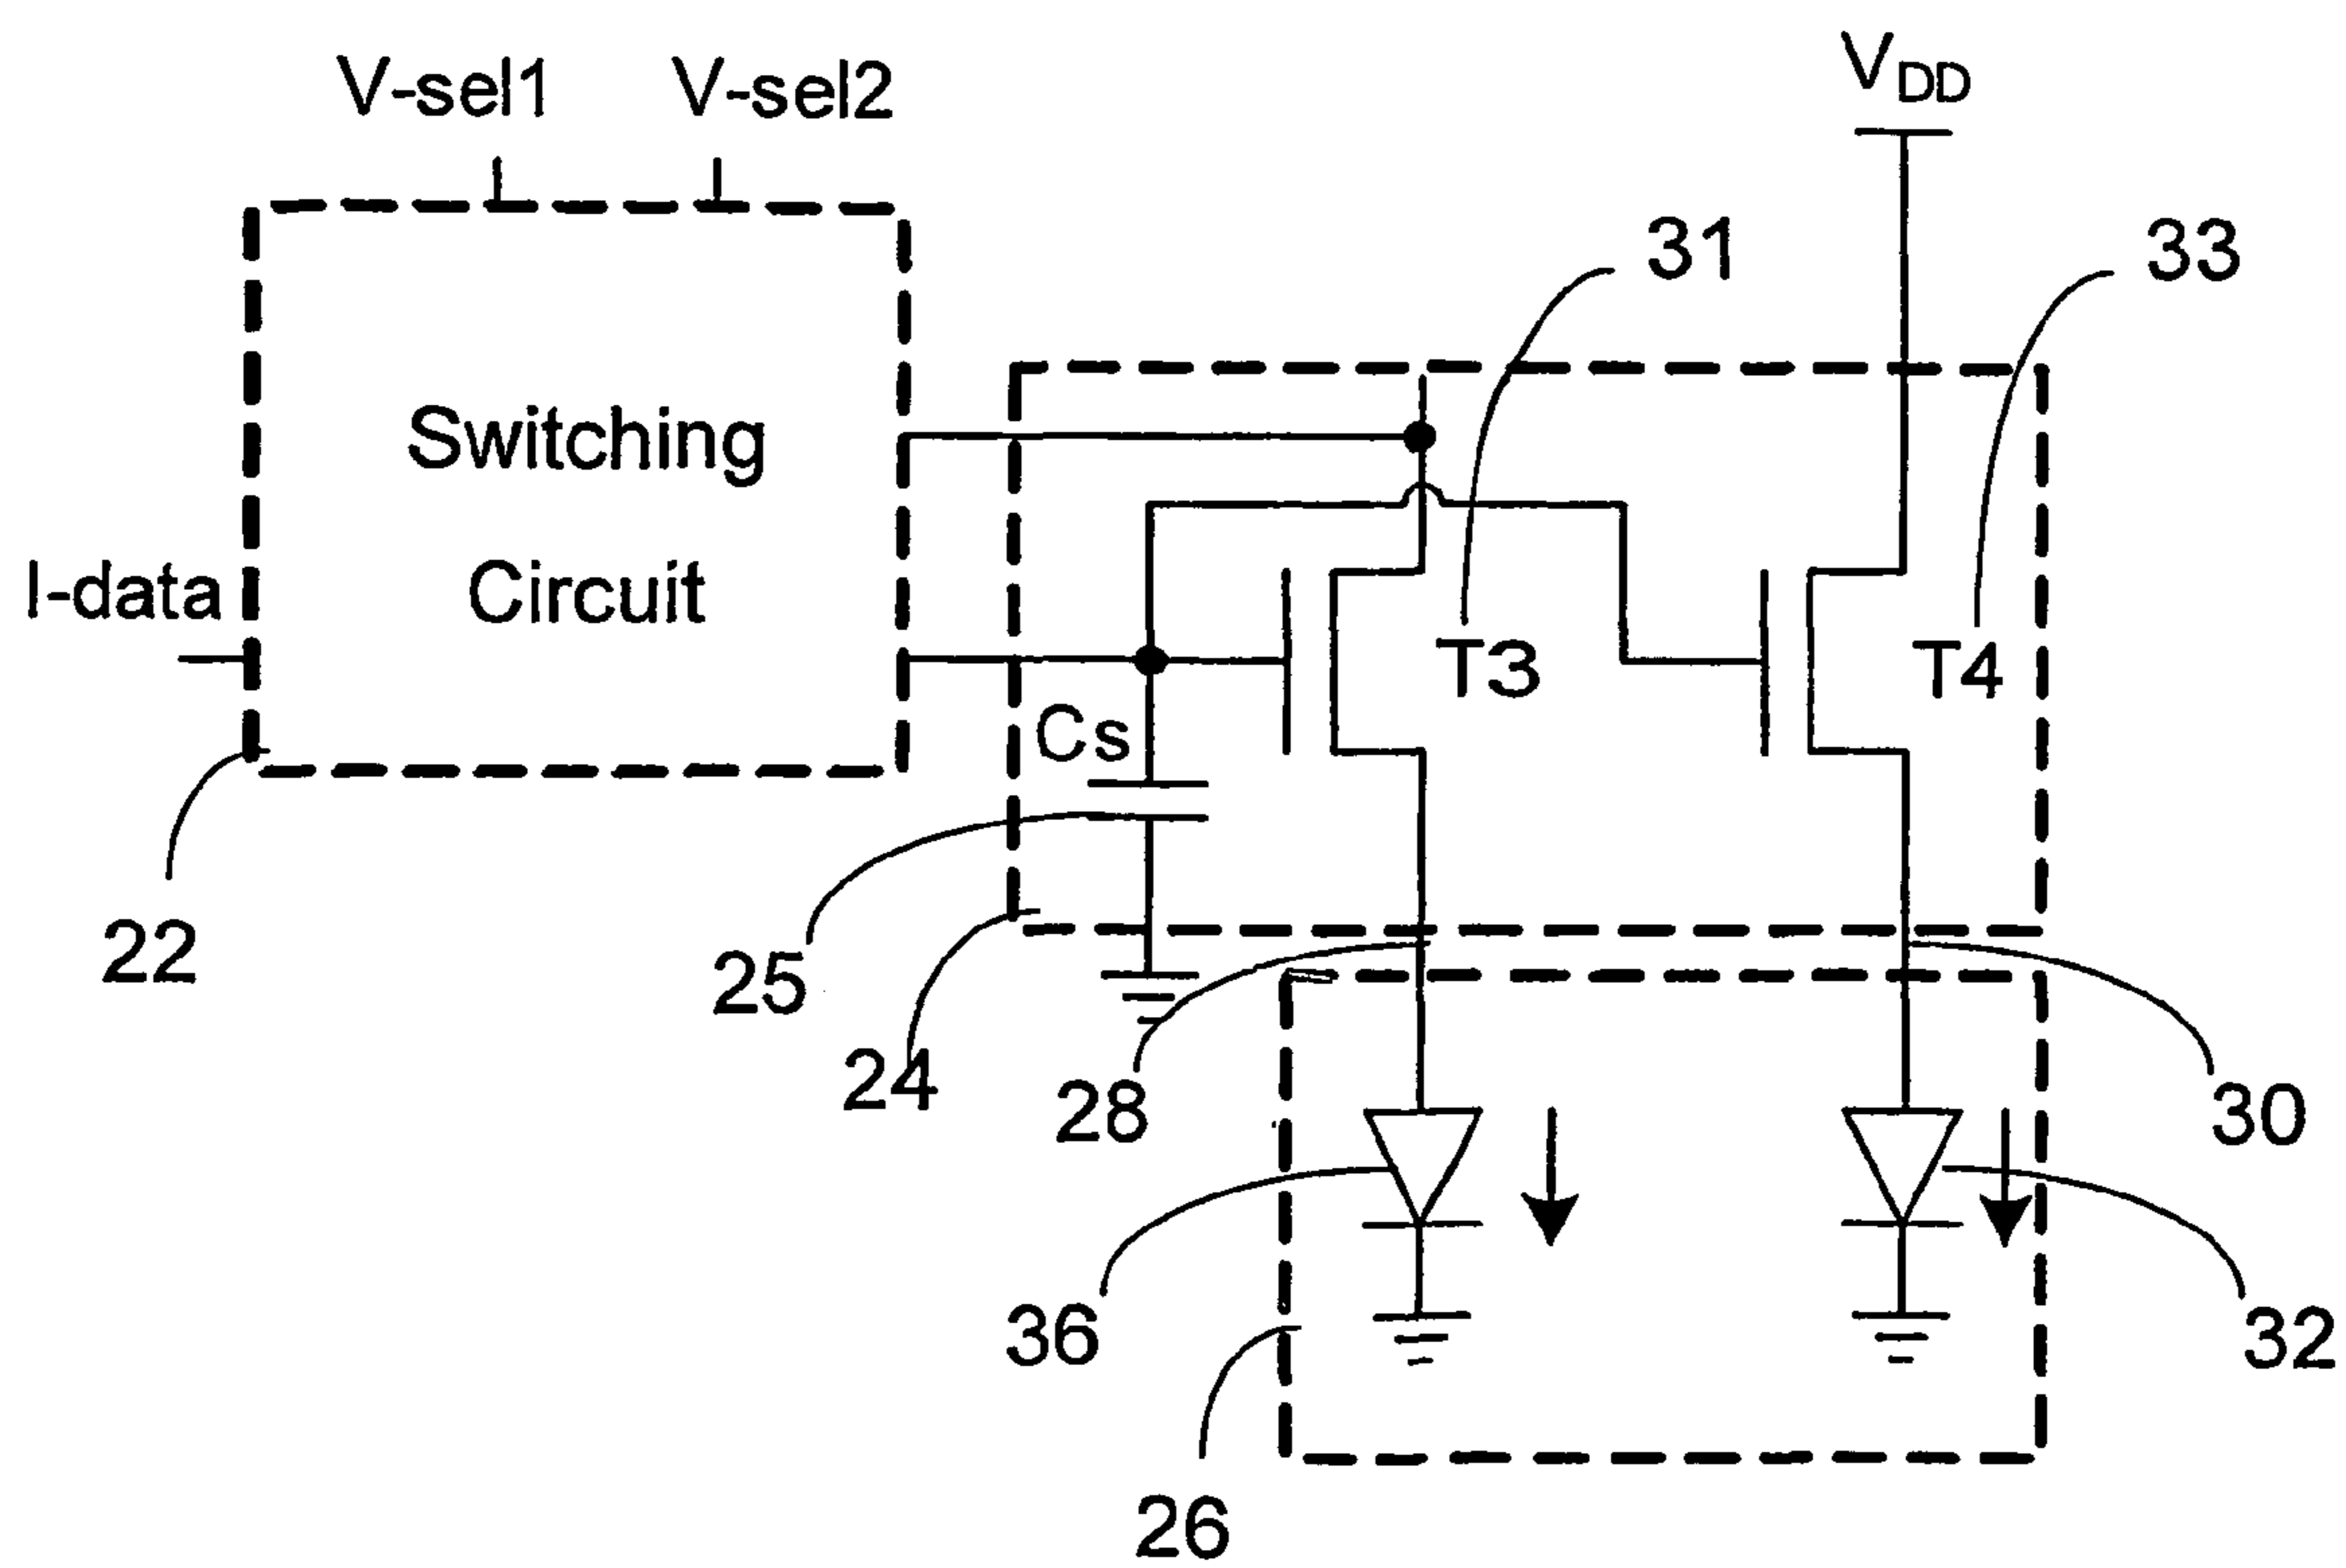 V-sel1 V-sel2
VDD
31
33
Switching
Circuit
I-data
T3
T4
Cs
22
25
24
28
30
36
32
26